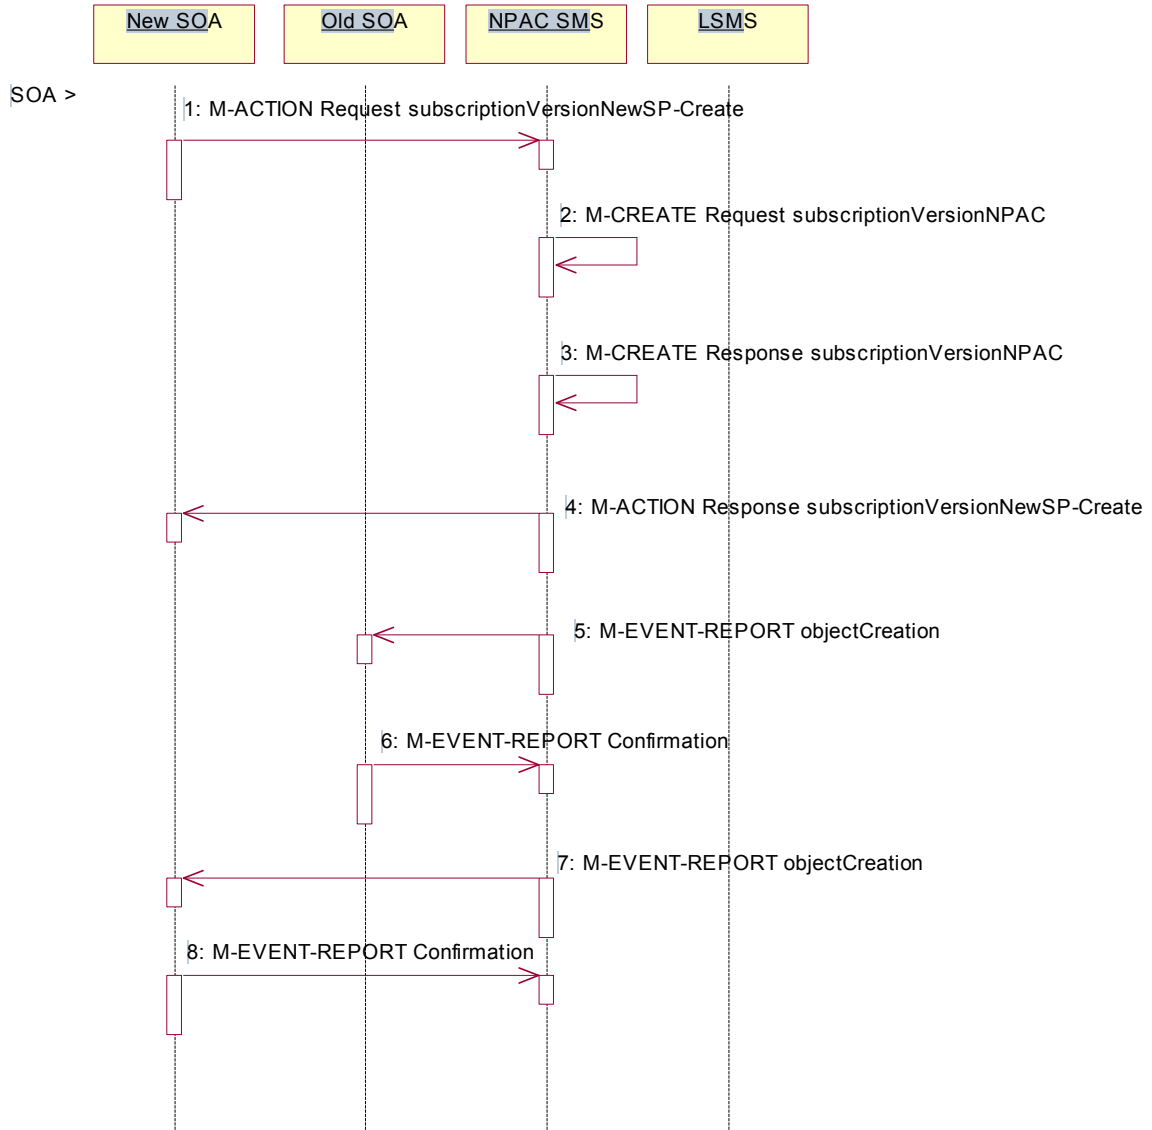 New SOA
Old SOA
NPAC SMS
LSMS
SOA >
1: M-ACTION Request subscriptionVersionNewSP-Create
2: M-CREATE Request subscriptionVersionNPAC
3: M-CREATE Response subscriptionVersionNPAC
4: M-ACTION Response subscriptionVersionNewSP-Create
5: M-EVENT-REPORT objectCreation
6: M-EVENT-REPORT Confirmation
7: M-EVENT-REPORT objectCreation
8: M-EVENT-REPORT Confirmation